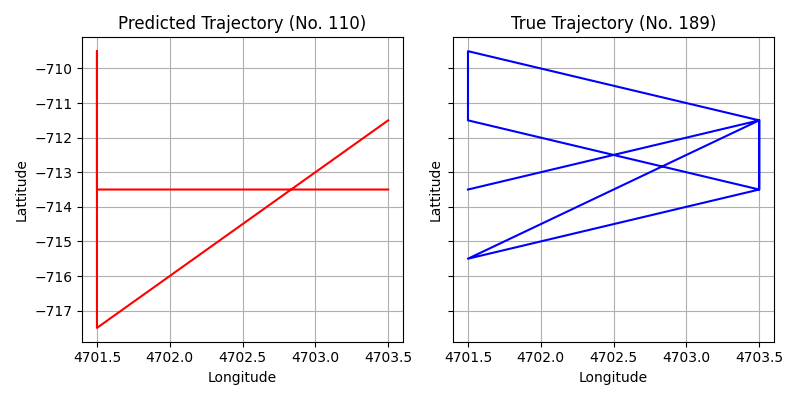 Predicted Trajectory (No. 110)
True Trajectory (No. 189)
Lattitude
−710
−711
−712
−713
−714
−715
−716
−717
4701.5 4702.0 4702.5 4703.0 4703.5
Longitude
Lattitude
4701.5 4702.0 4702.5 4703.0 4703.5
Longitude